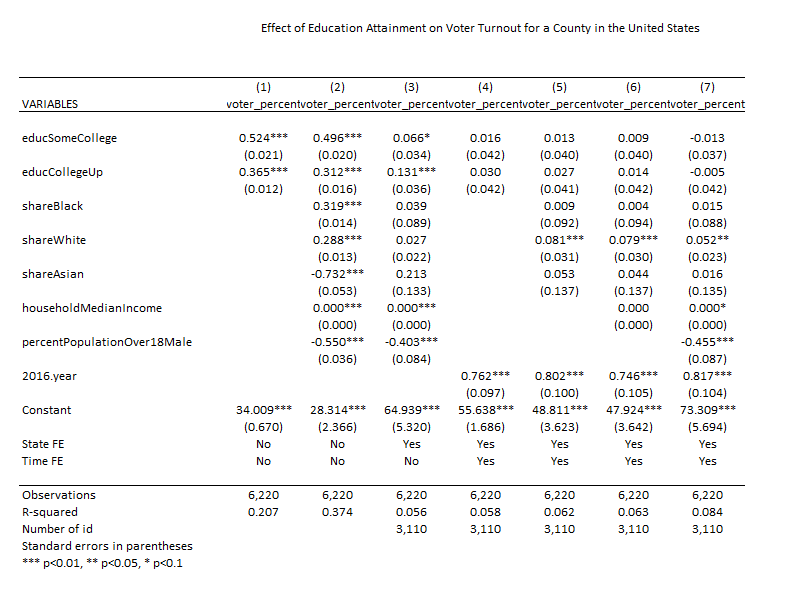 Effect of Education Attainment on Voter Turnout for a County in the United States
(1) (2) (3) (4) (5) (6) (7)
VARIABLES voter_percent voter_percent voter_percent voter_percent voter_percent voter_percent voter_percent
educSomeCollege 0.524*** 0.496*** 0.066* 0.016 0.013 0.009 -0.013
(0.021) (0.020) (0.034) (0.042) (0.040) (0.040) (0.037)
educCollegeUp 0.365*** 0.312*** 0.131*** 0.030 0.027 0.014 -0.005
(0.012) (0.016) (0.036) (0.042) (0.041) (0.042) (0.042)
shareBlack 0.319*** 0.039 0.009 0.004 0.015
(0.014) (0.089) (0.092) (0.094) (0.088)
shareWhite 0.288*** 0.027 0.081*** 0.079*** 0.052**
(0.013) (0.022) (0.031) (0.030) (0.023)
shareAsian -0.732*** 0.213 0.053 0.044 0.016
(0.053) (0.133) (0.137) (0.137) (0.135)
householdMedianIncome 0.000*** 0.000*** 0.000 0.000*
(0.000) (0.000) (0.000) (0.000)
percentPopulationOver18Male -0.550*** -0.403*** -0.455***
(0.036) (0.084) (0.087)
2016.year 0.762*** 0.802*** 0.746*** 0.817***
(0.097) (0.100) (0.105) (0.104)
Constant 34.009*** 28.314*** 64.939*** 55.638*** 48.811*** 47.924*** 73.309***
(0.670) (2.366) (5.320) (1.686) (3.623) (3.642) (5.694)
State FE No No Yes Yes Yes Yes Yes
Time FE No No No Yes Yes Yes Yes
Observations 6,220 6,220 6,220 6,220 6,220 6,220 6,220
R-squared 0.207 0.374 0.056 0.058 0.062 0.063 0.084
Number of id 3,110 3,110 3,110 3,110 3,110
Standard errors in parentheses
*** p<0.01, ** p<0.05, * p<0.1